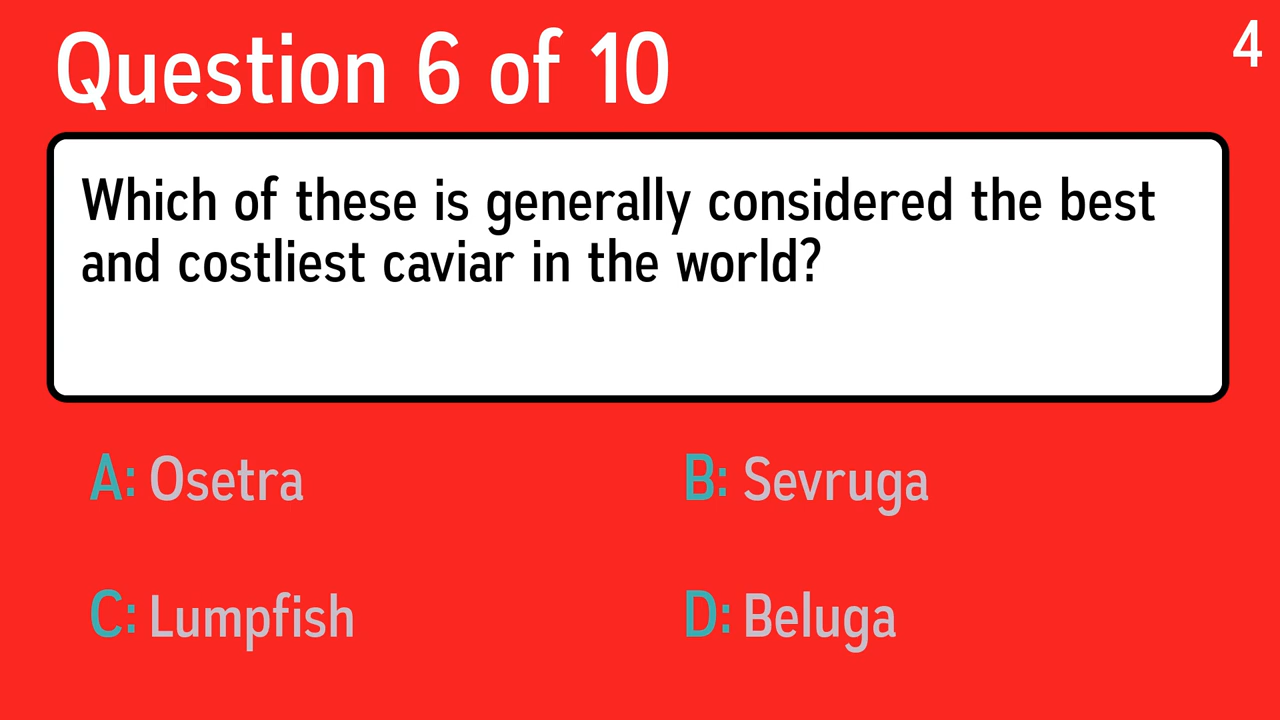 Question 6 of 10
4
Which of these is generally considered the best
and costliest caviar in the world?
A: Osetra
B: Sevruga
C: Lumpfish
D: Beluga